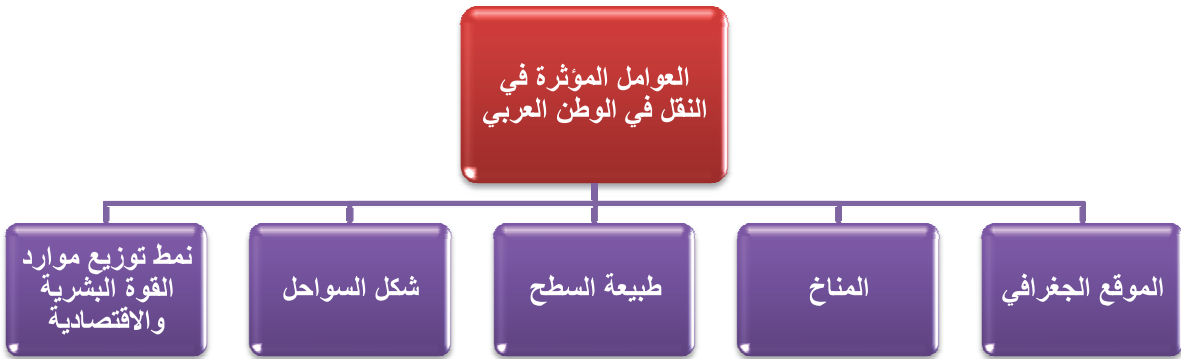 العوامل المؤثرة في
النقل في الوطن العربي
الموقع الجغرافي
المناخ
طبيعة السطح
شكل السواحل
نمط توزيع موارد
القوة البشرية
والاقتصادية